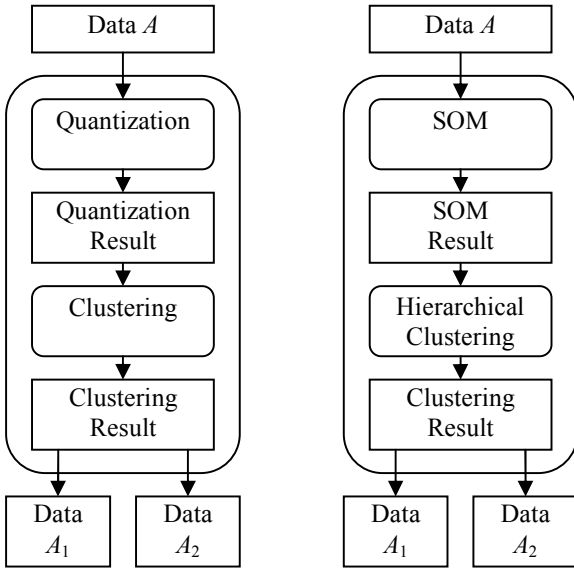 Data A
Quantization
Quantization
Result
Clustering
Clustering
Result
Data
A1
Data
A2
Data A
SOM
SOM
Result
Hierarchical
Clustering
Clustering
Result
Data
A1
Data
A2